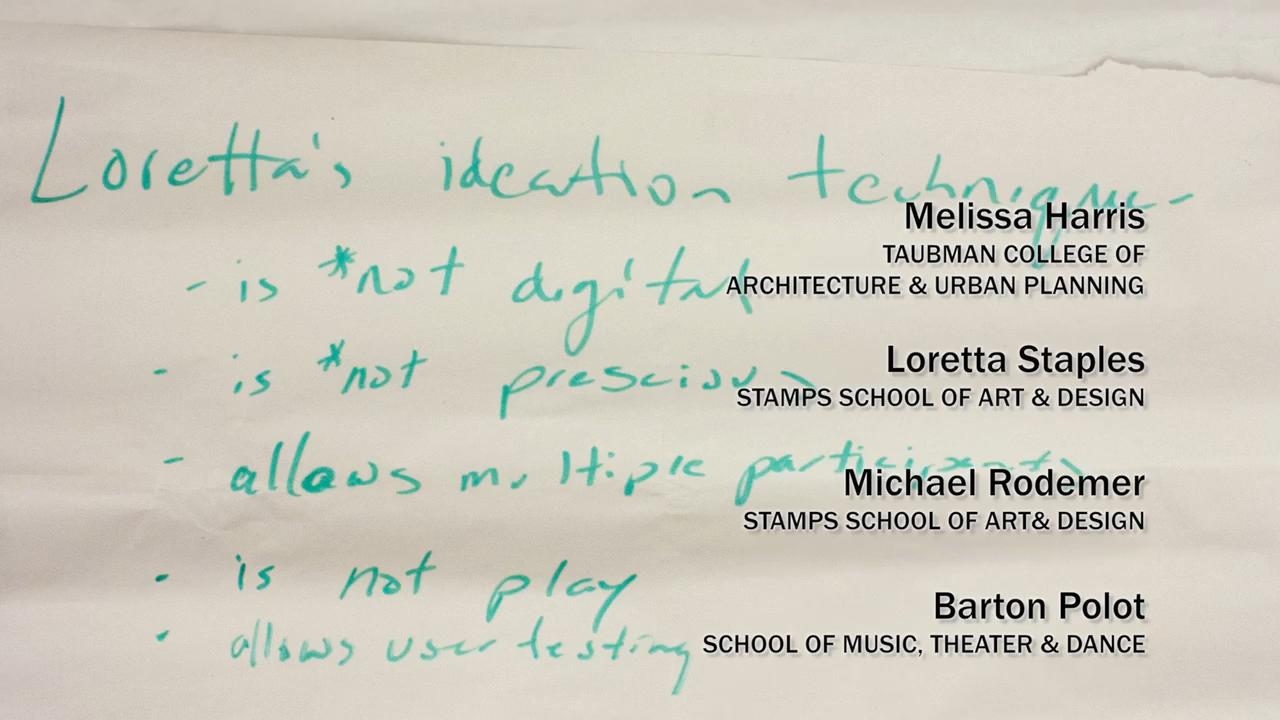 Loretta's ideation technique-
- is *not digital
- is *not prescious
- allows multiple participants
- is not play
- allows user testing
Melissa Harris
TAUBMAN COLLEGE OF
ARCHITECTURE & URBAN PLANNING
Loretta Staples
STAMPS SCHOOL OF ART & DESIGN
Michael Rodemer
STAMPS SCHOOL OF ART& DESIGN
Barton Polot
SCHOOL OF MUSIC, THEATER & DANCE